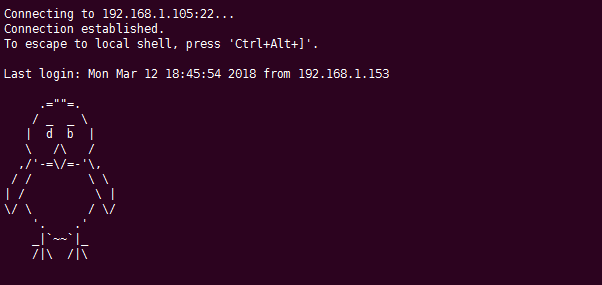 Connecting to 192.168.1.105:22...
Connection established.
To escape to local shell, press 'Ctrl+Alt+]'.
Last login: Mon Mar 12 18:45:54 2018 from 192.168.1.153
      .=""=.
     / _  _ \
    |  d  b  |
    \   /\   /
   ,/'-=\/=-'\,
  / /        \ \
 | /          \ |
 \/ \        / \/
     '.    .'
     _|`~~`|_
     /|\  /|\